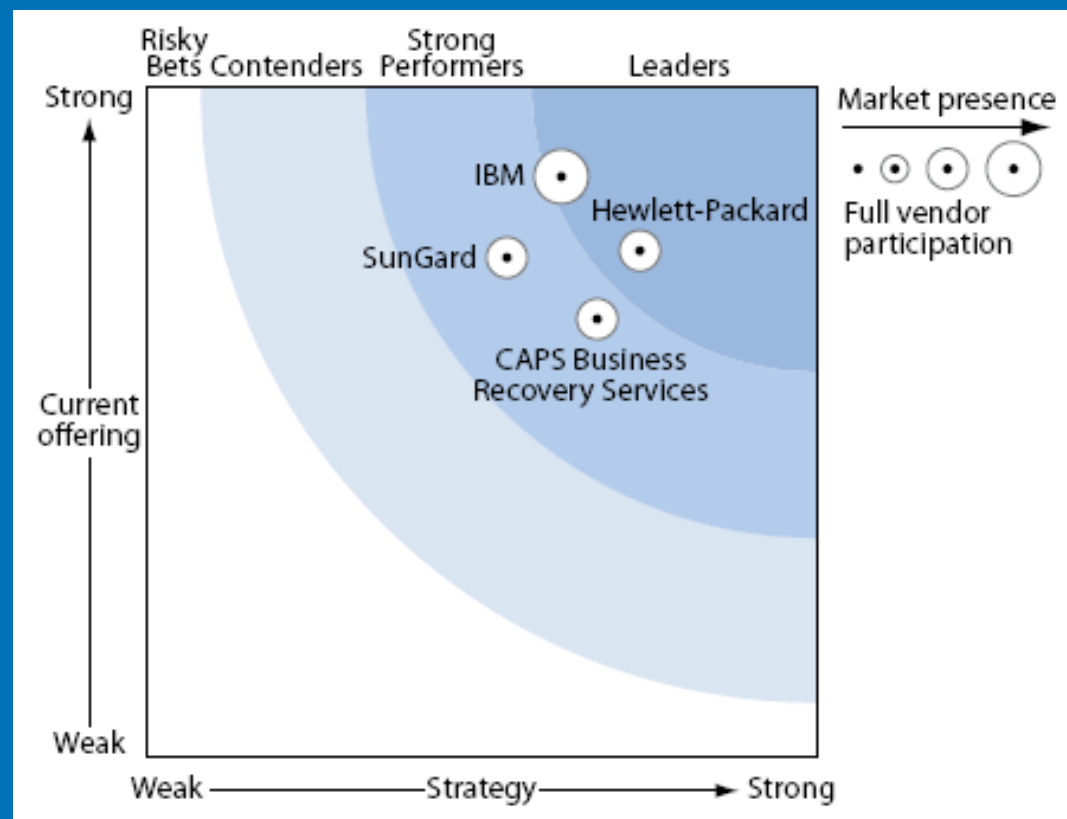 Risky
Bets Contenders
Strong
Performers
Leaders
Strong
Market presence
IBM
Hewlett-Packard
Full vendor
participation
SunGard
CAPS Business
Recovery Services
Current
offering
Weak
Weak
Strategy
Strong